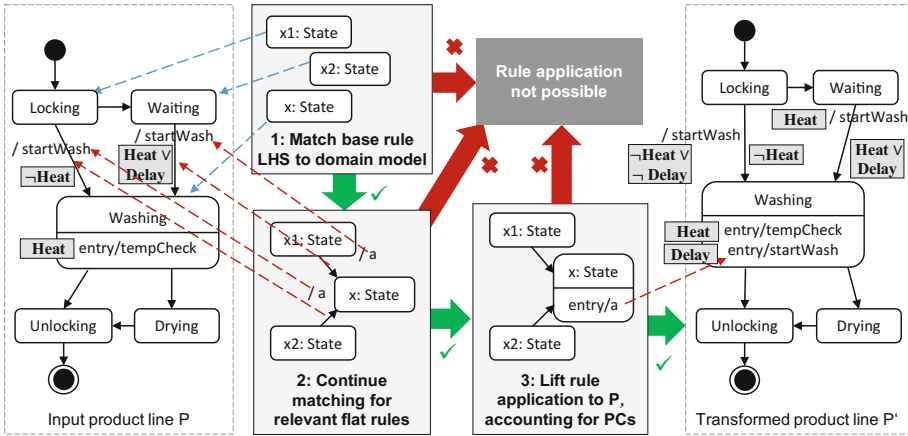 Locking
Waiting
/ startWash
/ startWash
¬Heat
Heat ∨
Delay
Washing
Heat
entry/tempCheck
Unlocking
Drying
Input product line P
x1: State
x2: State
x: State
1: Match base rule
LHS to domain model
x1: State
/ a
/ a
x: State
x2: State
2: Continue
matching for
relevant flat rules
Rule application
not possible
x1: State
x: State
entry/a
x2: State
3: Lift rule
application to P,
accounting for PCs
Locking
Waiting
Heat
/ startWash
/ startWash
¬Heat ∨
¬ Delay
¬Heat
Heat ∨
Delay
Washing
Heat
entry/tempCheck
Delay
entry/startWash
Unlocking
Drying
Transformed product line P‘